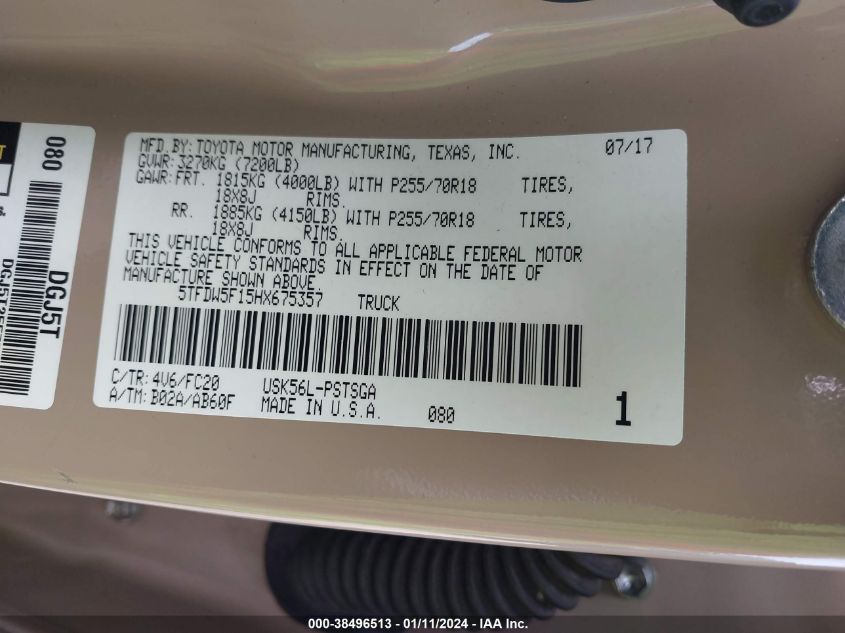 MFD.BY:TOYOTA MOTOR MANUFACTURING, TEXAS, INC. 07/17
GVWR:3270KG (7200LB)
GAWR:FRT. 1815KG (4000LB) WITH P255/70R18 TIRES,
18X8J RIMS.
RR. 1885KG (4150LB) WITH P255/70R18 TIRES,
18X8J RIMS.
THIS VEHICLE CONFORMS TO ALL APPLICABLE FEDERAL MOTOR
VEHICLE SAFETY STANDARDS IN EFFECT ON THE DATE OF
MANUFACTURE SHOWN ABOVE.
5TFDW5F15HX675357 TRUCK
C/TR:4V6/FC20 USK56L-PSTSGA
A/TM:B02A/AB60F MADE IN U.S.A. 080 1
080
DGJ5T
000-38496513 - 01/11/2024 - IAA Inc.